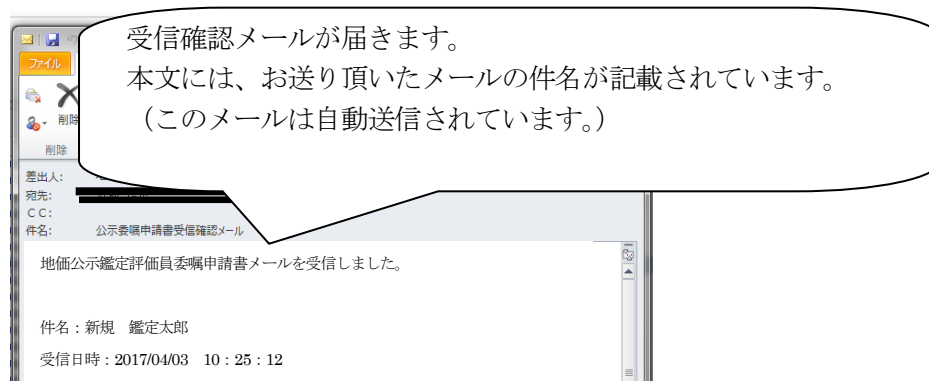 受信確認メールが届きます。
本文には、お送り頂いたメールの件名が記載されています。
（このメールは自動送信されています。）
ファイル
削除
削除
差出人:
宛先:
ＣＣ:
件名: 公示委嘱申請書受信確認メール
地価公示鑑定評価員委嘱申請書メールを受信しました。
件名：新規　鑑定太郎
受信日時：2017/04/03　10：25：12